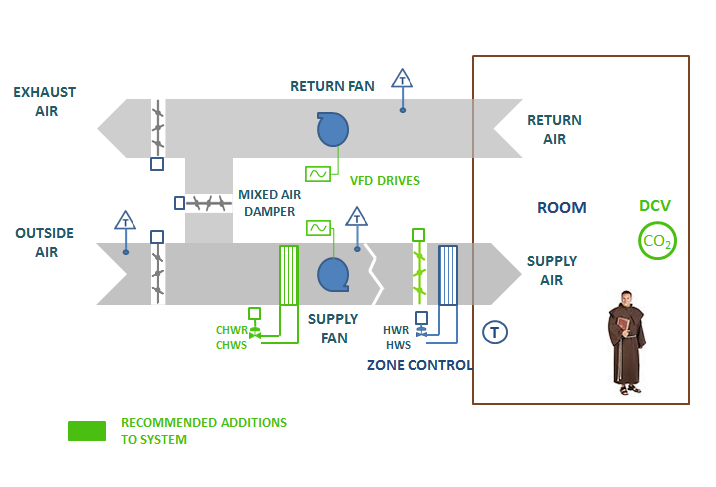 EXHAUST
AIR
RETURN FAN
T
RETURN
AIR
VFD DRIVES
MIXED AIR
DAMPER
ROOM
DCV
CO2
OUTSIDE
AIR
T
T
SUPPLY
AIR
SUPPLY
FAN
CHWR
CHWS
HWR
HWS
T
ZONE CONTROL
RECOMMENDED ADDITIONS
TO SYSTEM